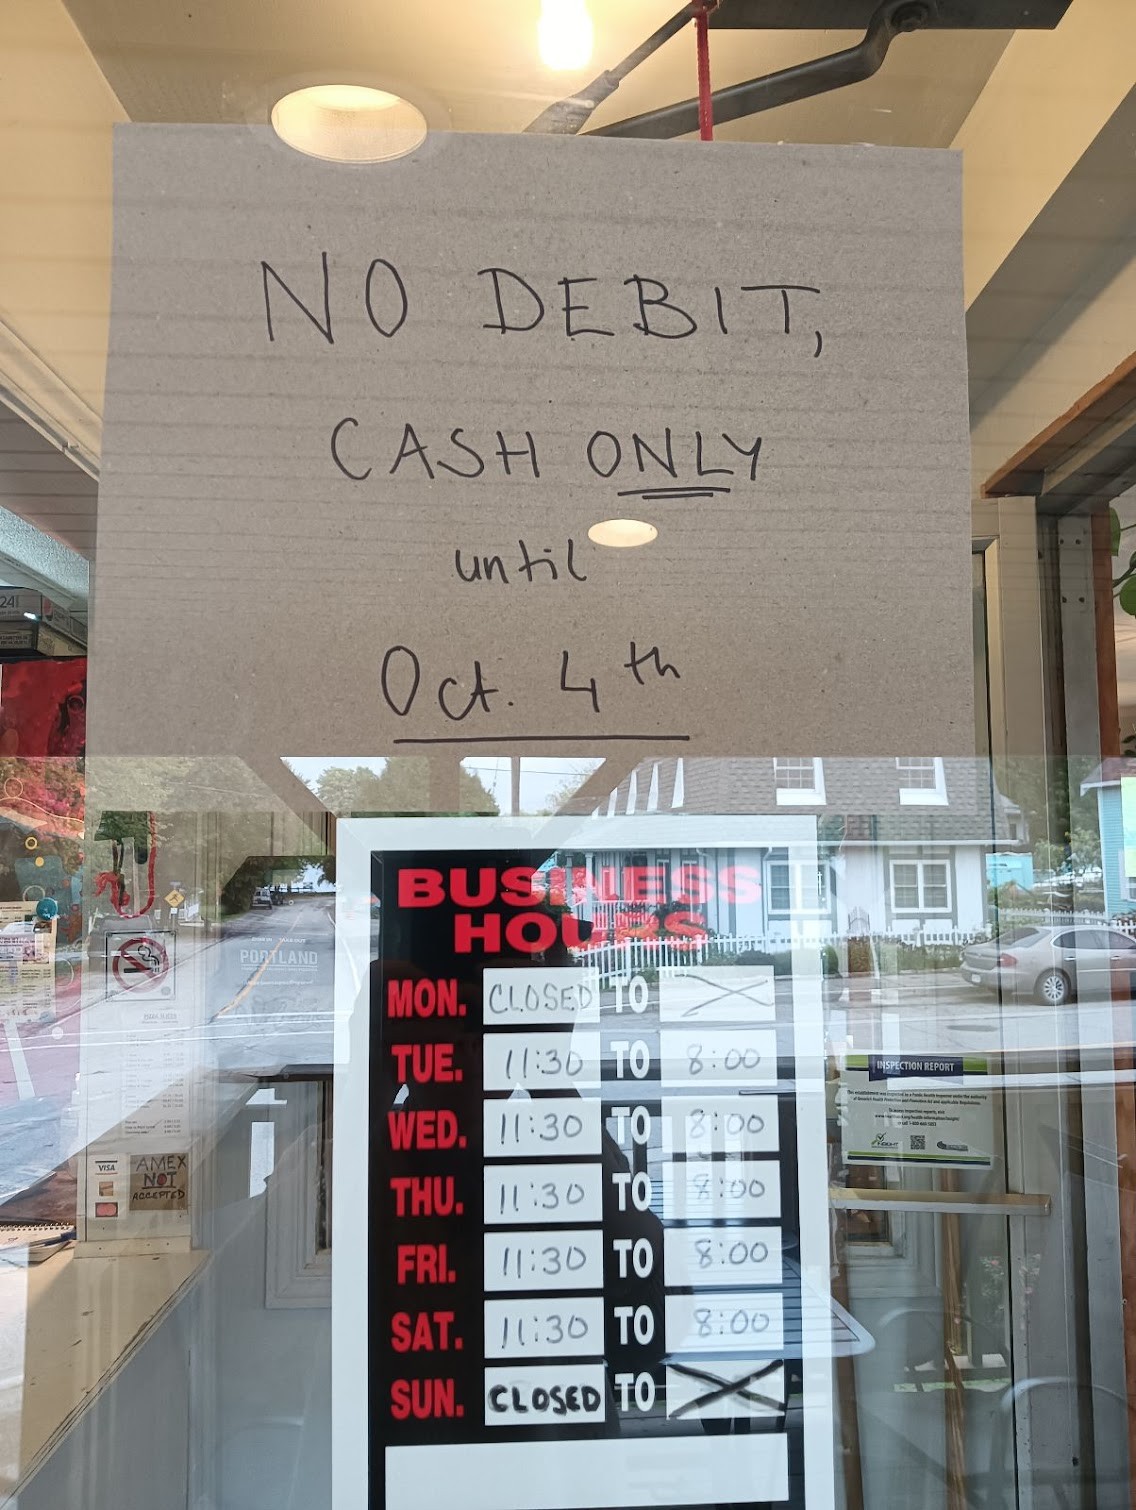 NO DEBIT,
CASH ONLY
until
Oct. 4th
BUSINESS
HOURS
MON. CLOSED TO
TUE. 11:30 TO 8:00
WED. 11:30 TO 8:00
THU. 11:30 TO 8:00
FRI. 11:30 TO 8:00
SAT. 11:30 TO 8:00
SUN. CLOSED TO
PORTLAND
VISA
AMEX
NOT
ACCEPTED
INSPECTION REPORT